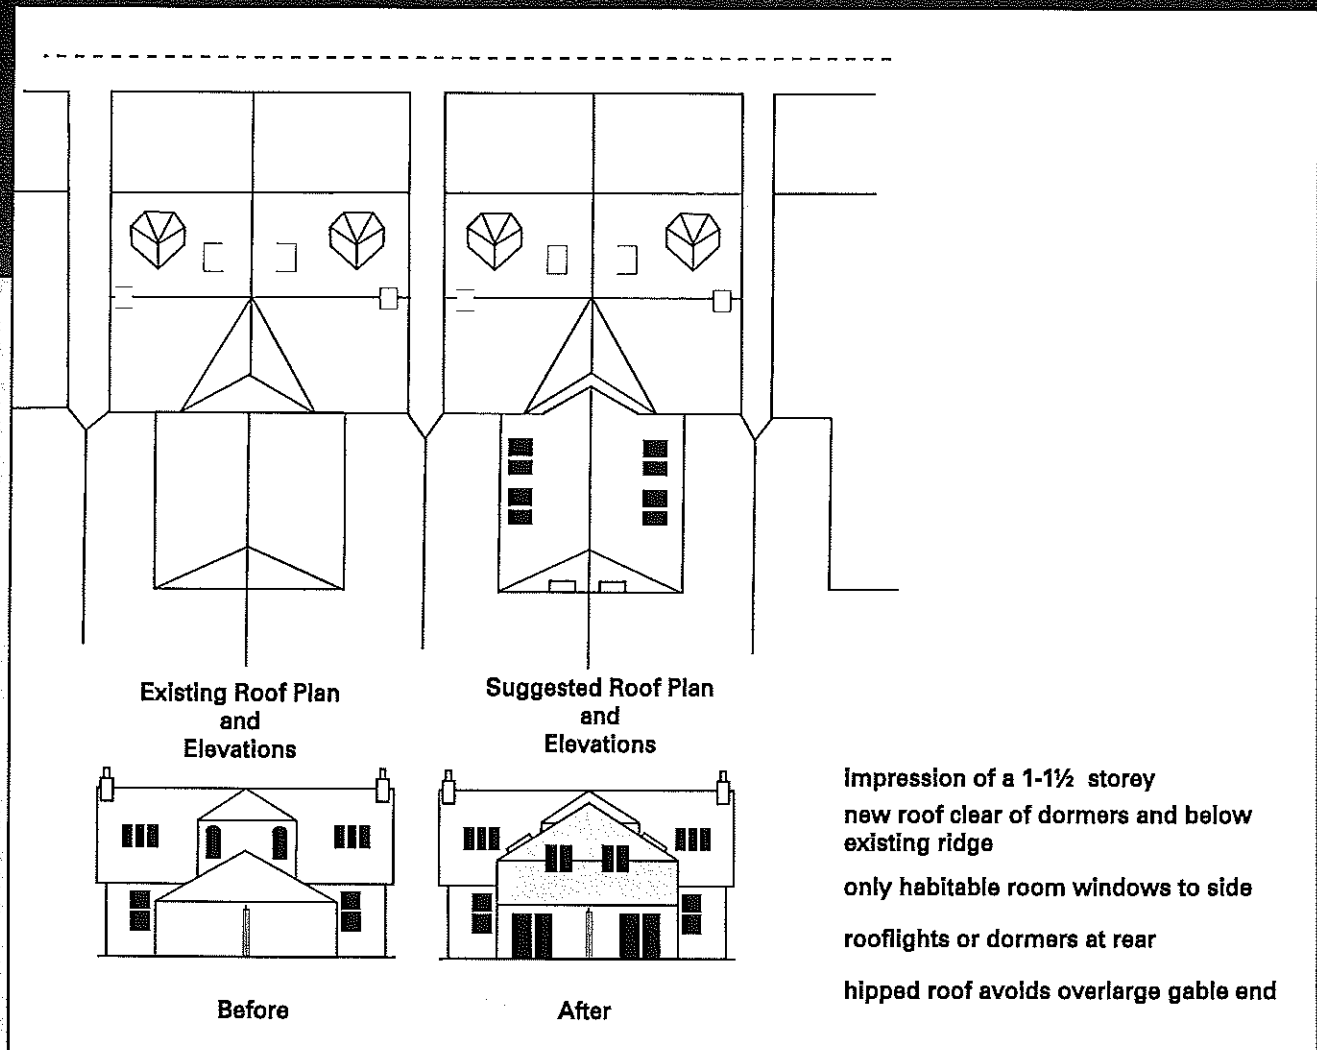 Existing Roof Plan
and
Elevations
Suggested Roof Plan
and
Elevations
Before
After
impression of a 1-1½ storey
new roof clear of dormers and below
existing ridge
only habitable room windows to side
rooflights or dormers at rear
hipped roof avoids overlarge gable end